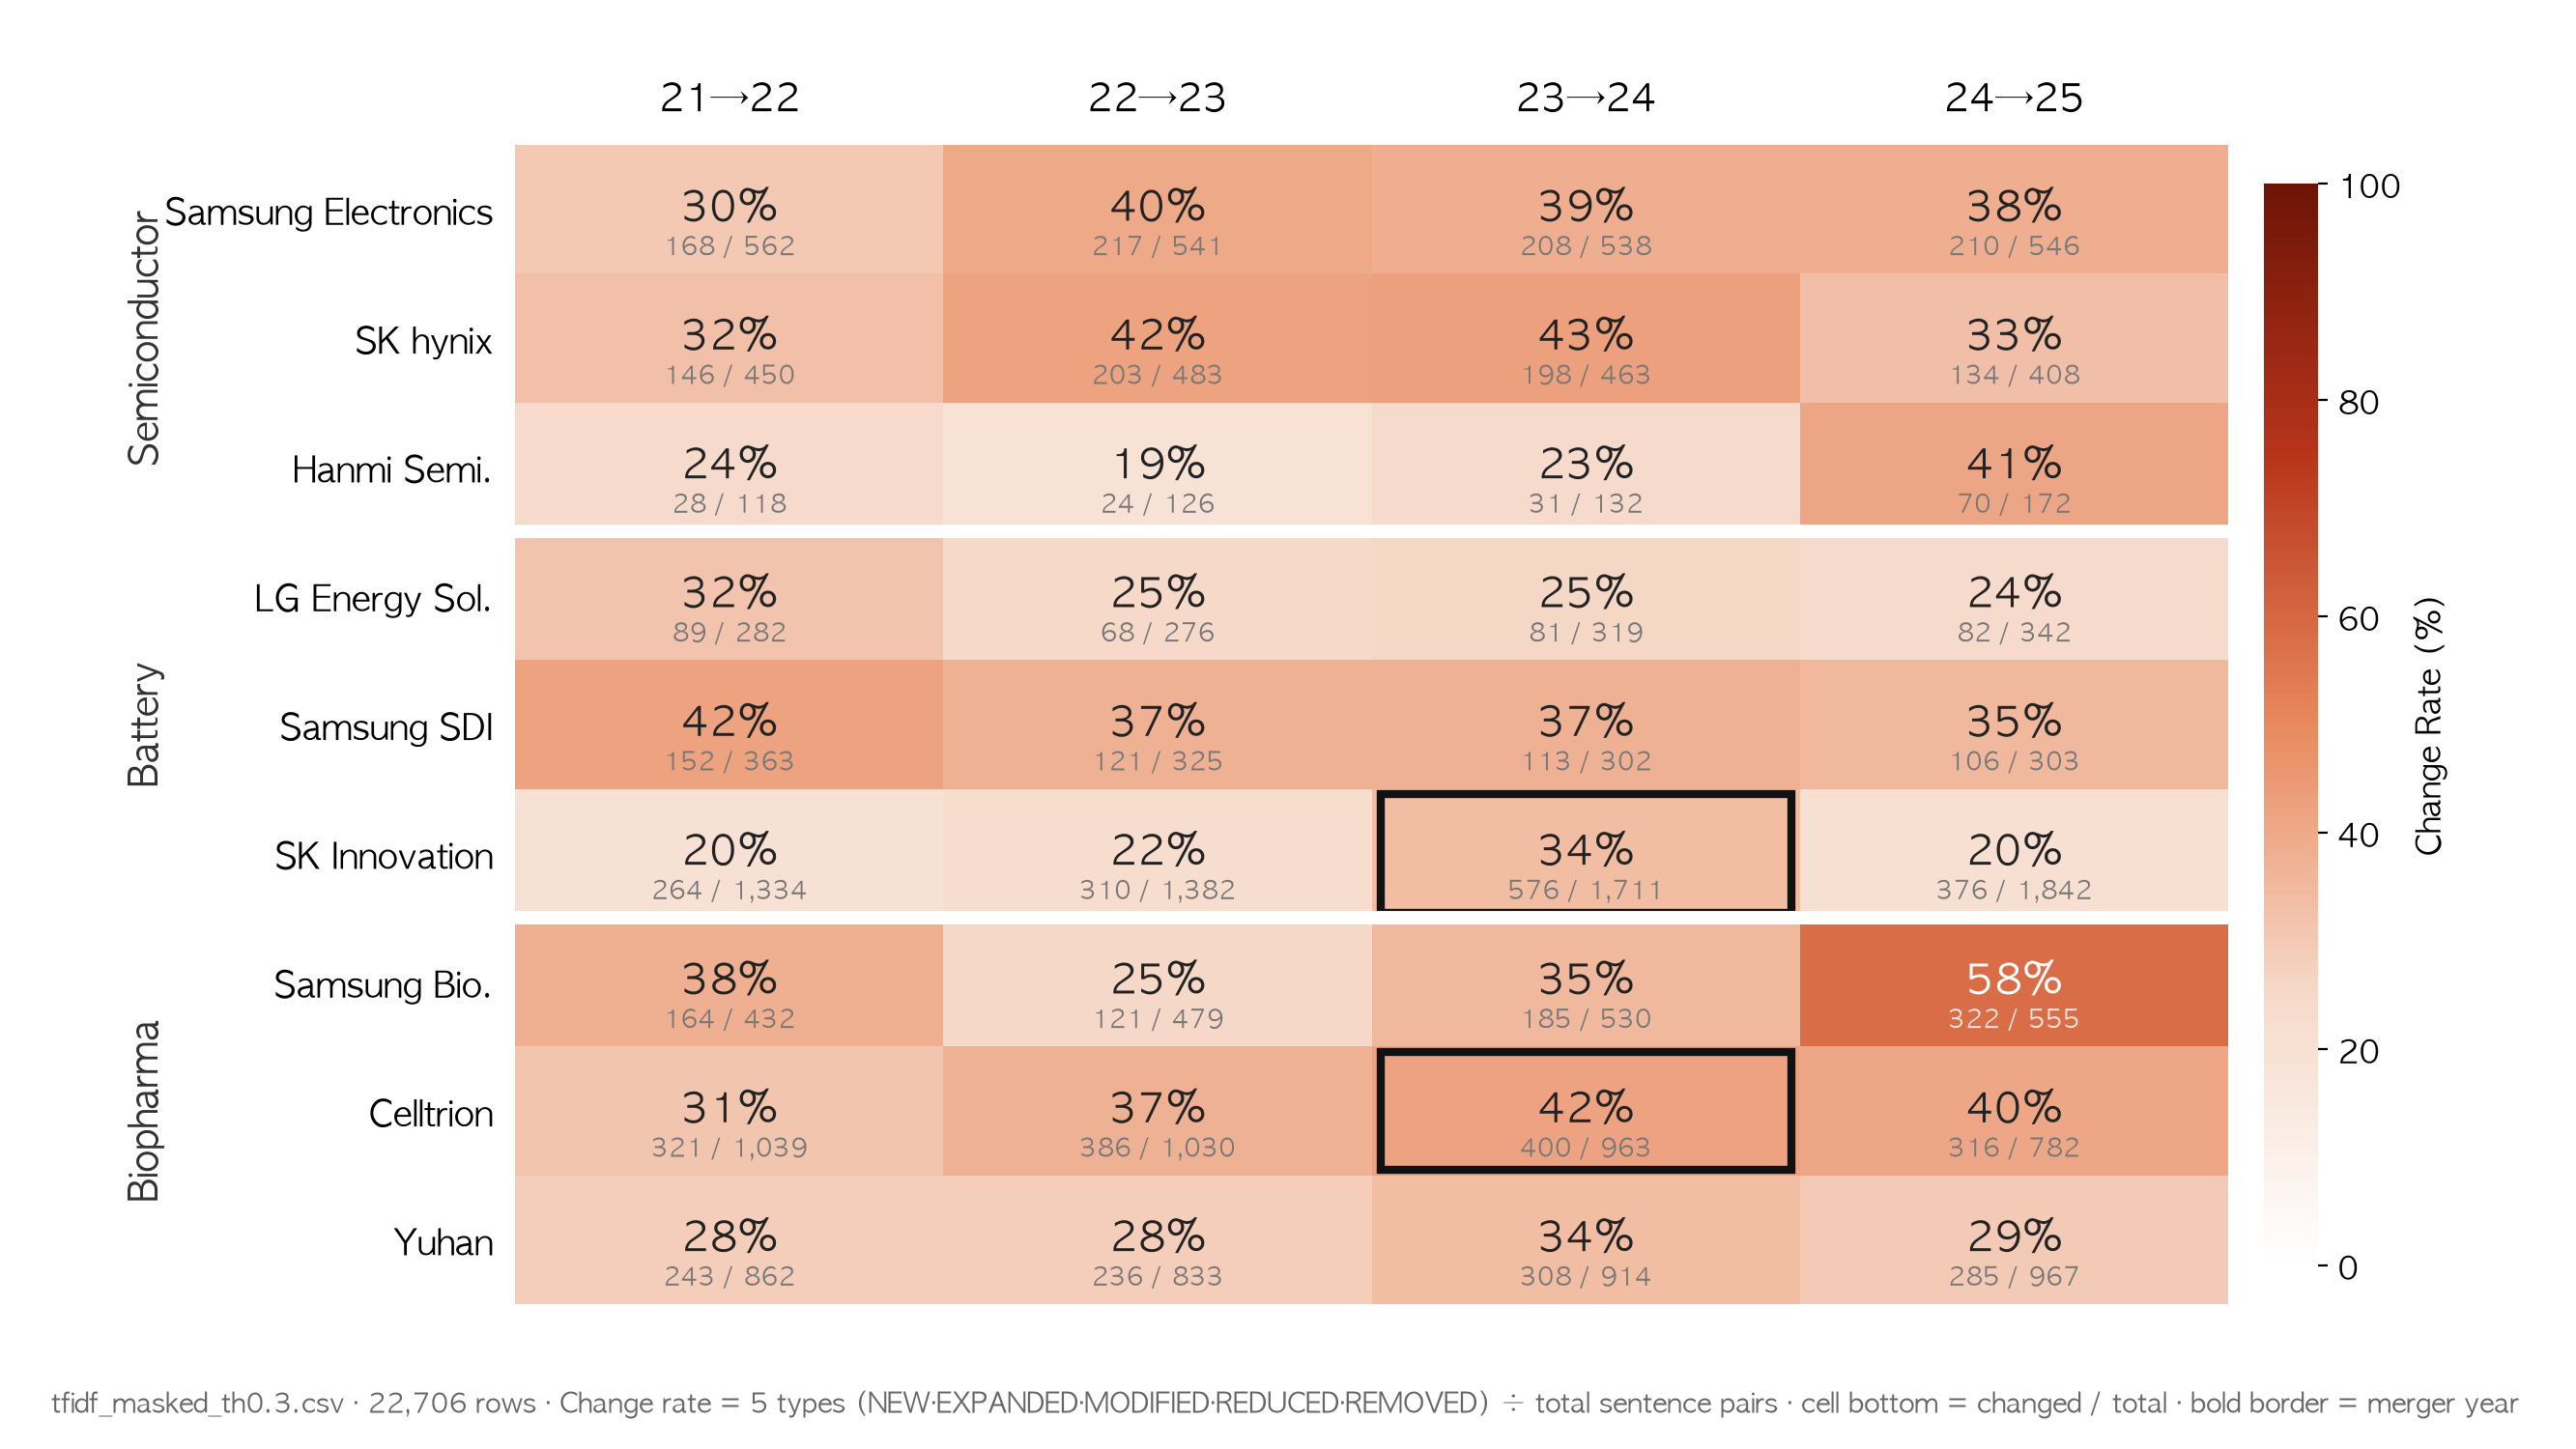 21→22 22→23 23→24 24→25
Semiconductor
Samsung Electronics 30% 40% 39% 38%
168 / 562 217 / 541 208 / 538 210 / 546
SK hynix 32% 42% 43% 33%
146 / 450 203 / 483 198 / 463 134 / 408
Hanmi Semi. 24% 19% 23% 41%
28 / 118 24 / 126 31 / 132 70 / 172
Battery
LG Energy Sol. 32% 25% 25% 24%
89 / 282 68 / 276 81 / 319 82 / 342
Samsung SDI 42% 37% 37% 35%
152 / 363 121 / 325 113 / 302 106 / 303
SK Innovation 20% 22% 34% 20%
264 / 1,334 310 / 1,382 576 / 1,711 376 / 1,842
Biopharma
Samsung Bio. 38% 25% 35% 58%
164 / 432 121 / 479 185 / 530 322 / 555
Celltrion 31% 37% 42% 40%
321 / 1,039 386 / 1,030 400 / 963 316 / 782
Yuhan 28% 28% 34% 29%
243 / 862 236 / 833 308 / 914 285 / 967
100
80
60
40
20
0
Change Rate (%)
tfidf_masked_th0.3.csv · 22,706 rows · Change rate = 5 types (NEW·EXPANDED·MODIFIED·REDUCED·REMOVED) ÷ total sentence pairs · cell bottom = changed / total · bold border = merger year